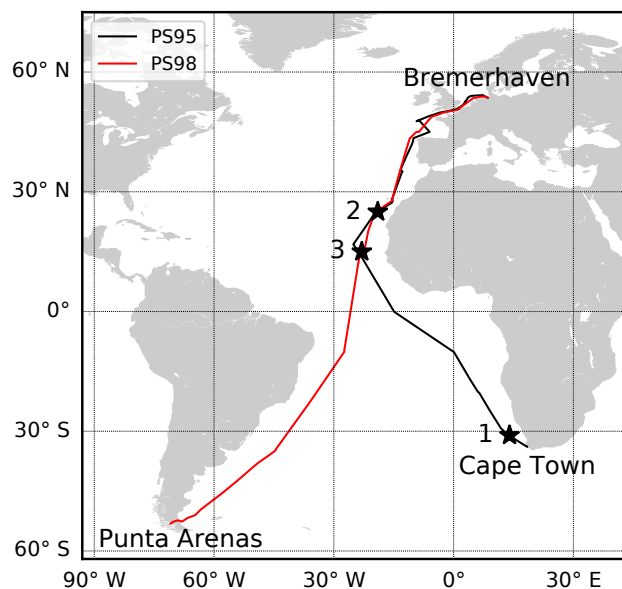 PS95
PS98
60° N
Bremerhaven
30° N
2
3
0°
30° S
1
Cape Town
Punta Arenas
60° S
90° W
60° W
30° W
0°
30° E